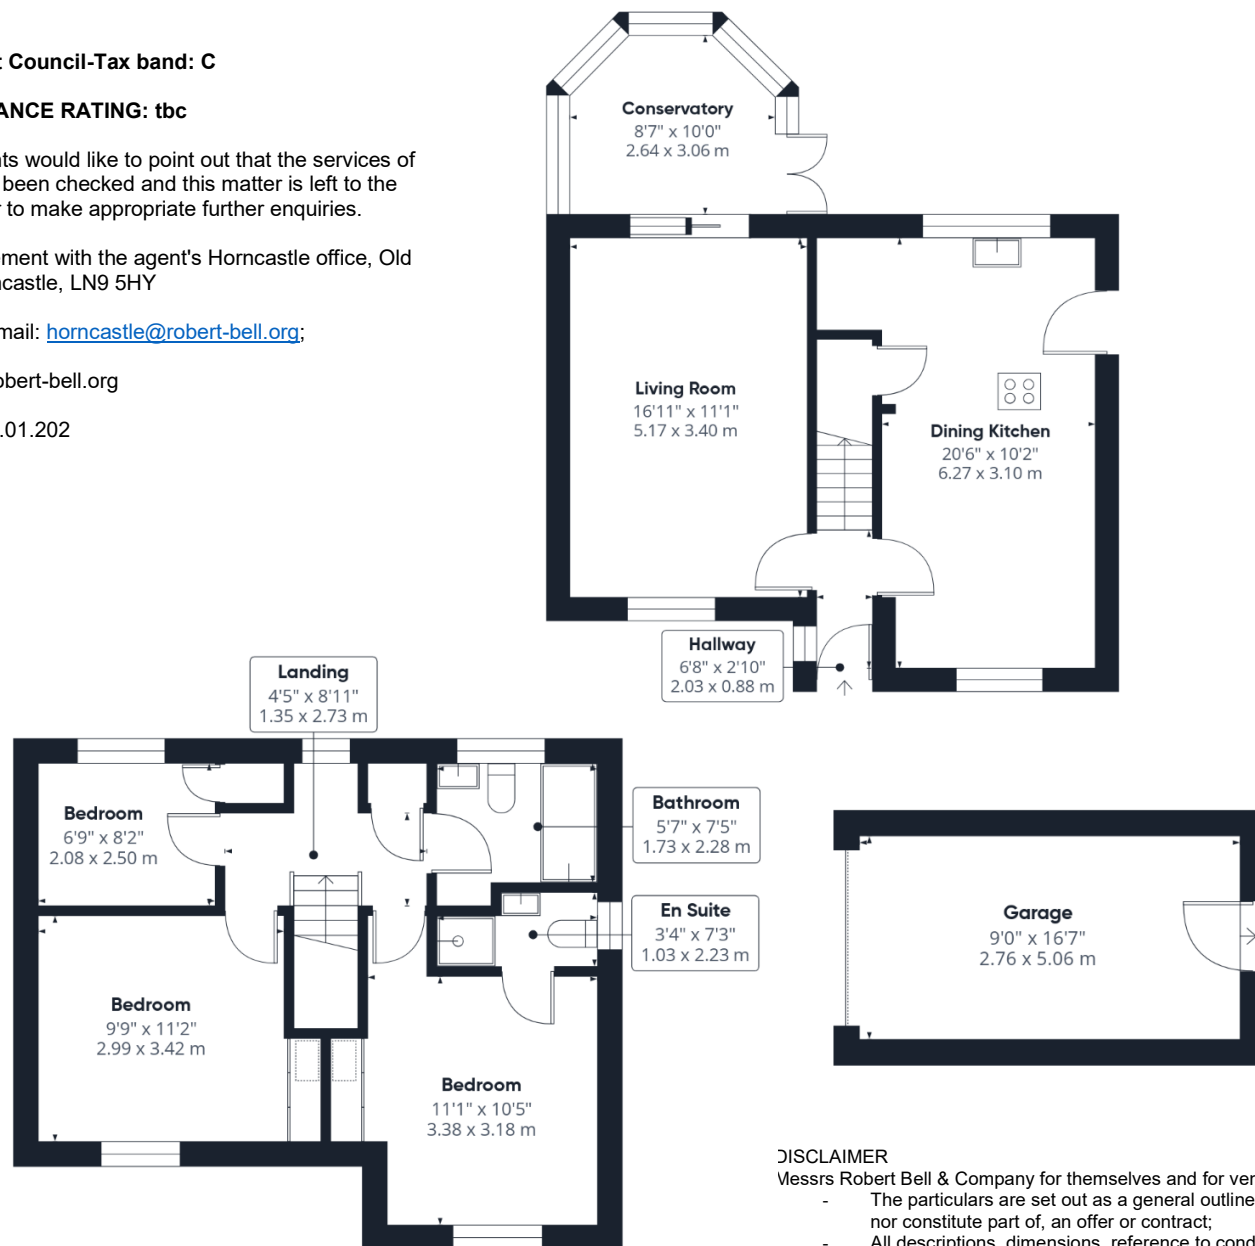 : Council-Tax band: C
ANCE RATING: tbc
nts would like to point out that the services of
been checked and this matter is left to the
r to make appropriate further enquiries.
ement with the agent's Horncastle office, Old
ncastle, LN9 5HY
mail: horncastle@robert-bell.org;
obert-bell.org
.01.202
Conservatory
8'7" x 10'0"
2.64 x 3.06 m
Living Room
16'11" x 11'1"
5.17 x 3.40 m
Dining Kitchen
20'6" x 10'2"
6.27 x 3.10 m
Hallway
6'8" x 2'10"
2.03 x 0.88 m
Landing
4'5" x 8'11"
1.35 x 2.73 m
Bedroom
6'9" x 8'2"
2.08 x 2.50 m
Bathroom
5'7" x 7'5"
1.73 x 2.28 m
En Suite
3'4" x 7'3"
1.03 x 2.23 m
Bedroom
9'9" x 11'2"
2.99 x 3.42 m
Bedroom
11'1" x 10'5"
3.38 x 3.18 m
Garage
9'0" x 16'7"
2.76 x 5.06 m
DISCLAIMER
Messrs Robert Bell & Company for themselves and for ver
- The particulars are set out as a general outline
nor constitute part of, an offer or contract;
- All descriptions, dimensions, reference to cond